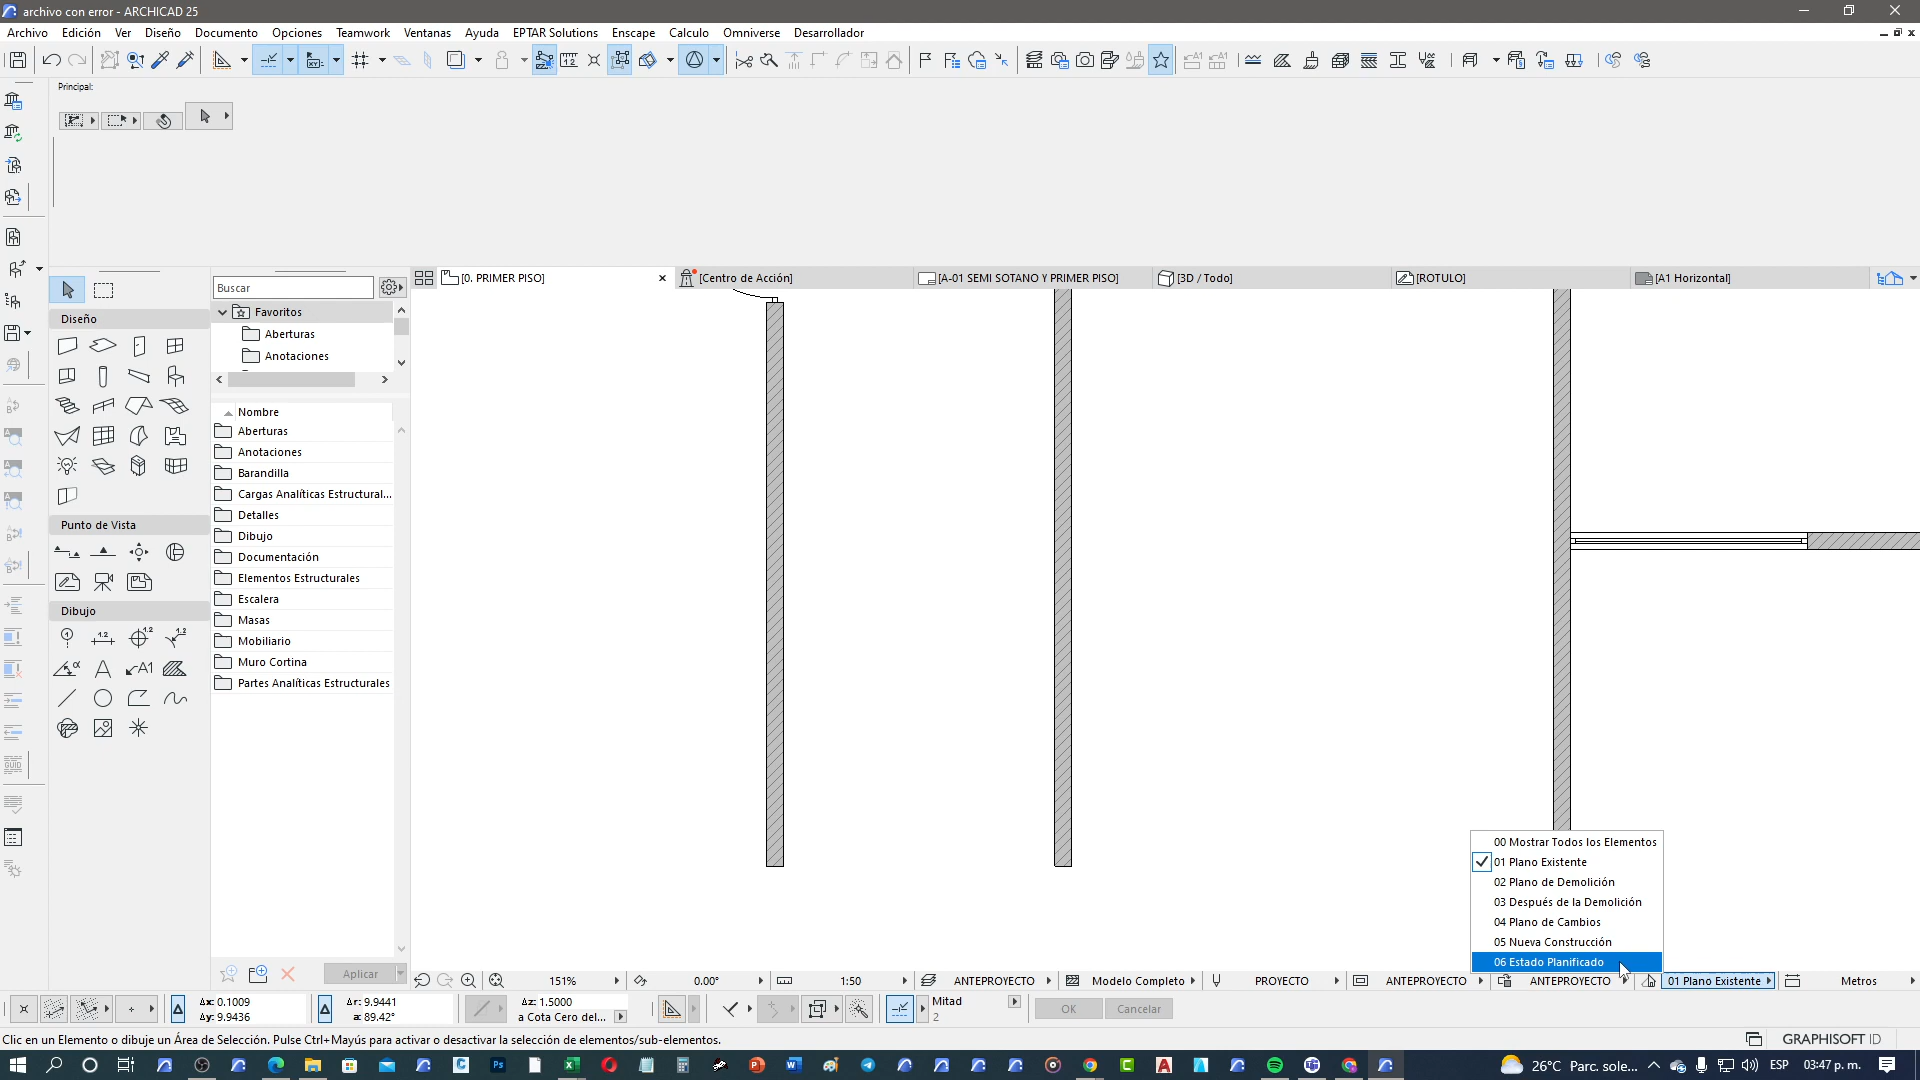 archivo con error - ARCHICAD 25
Archivo Edición Ver Diseño Documento Opciones Teamwork Ventanas Ayuda EPTAR Solutions Enscape Calculo Omniverse Desarrollador
Principal:
Buscar
[0. PRIMER PISO]
[Centro de Acción]
[A-01 SEMI SOTANO Y PRIMER PISO]
[3D / Todo]
[ROTULO]
[A1 Horizontal]
Diseño
Favoritos
Aberturas
Anotaciones
Nombre
Aberturas
Anotaciones
Barandilla
Cargas Analíticas Estructural...
Detalles
Dibujo
Documentación
Elementos Estructurales
Escalera
Masas
Mobiliario
Muro Cortina
Partes Analíticas Estructurales
Punto de Vista
Dibujo
00 Mostrar Todos los Elementos
01 Plano Existente
02 Plano de Demolición
03 Después de la Demolición
04 Plano de Cambios
05 Nueva Construcción
06 Estado Planificado
Aplicar
151% 0.00° 1:50 ANTEPROYECTO Modelo Completo PROYECTO ANTEPROYECTO ANTEPROYECTO 01 Plano Existente Metros
Δx: 0.1009
Δy: 9.9436
Δr: 9.9441
a: 89.42°
Δz: 1.5000
a Cota Cero del...
Mitad
2
OK
Cancelar
Clic en un Elemento o dibuje un Área de Selección. Pulse Ctrl+Mayús para activar o desactivar la selección de elementos/sub-elementos.
GRAPHISOFT ID
26°C Parc. sole... ESP 03:47 p. m.